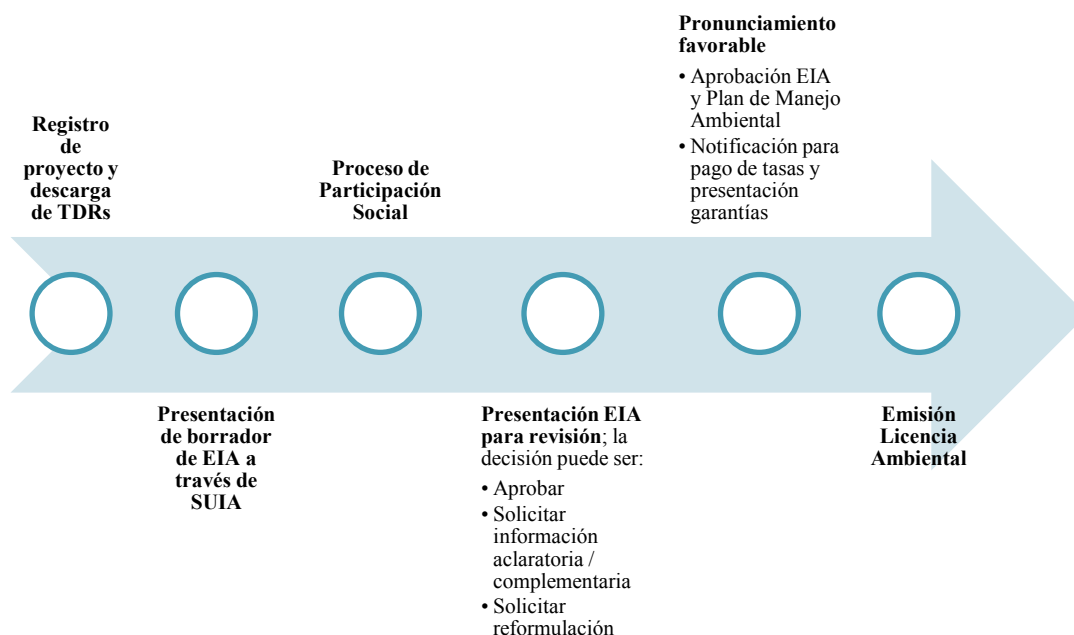 Registro
de
proyecto y
descarga
de TDRs
Presentación
de borrador
de EIA a
través de
SUIA
Proceso de
Participación
Social
Presentación EIA
para revisión; la
decisión puede ser:
• Aprobar
• Solicitar
información
aclaratoria /
complementaria
• Solicitar
reformulación
Pronunciamiento
favorable
• Aprobación EIA
y Plan de Manejo
Ambiental
• Notificación para
pago de tasas y
presentación
garantías
Emisión
Licencia
Ambiental